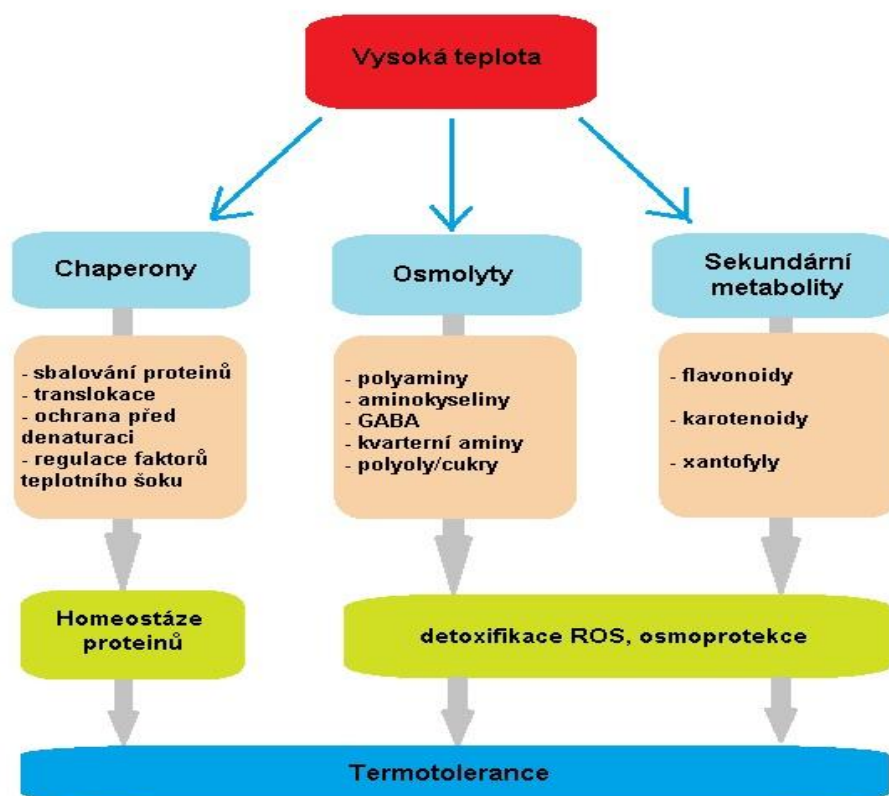 Vysoká teplota
Chaperony
Osmolyty
Sekundární
metabolity
- sbalování proteinů
- translokace
- ochrana před
denaturaci
- regulace faktorů
teplotního šoku
- polyaminy
- aminokyseliny
- GABA
- kvarterní aminy
- polyoly/cukry
- flavonoidy
- karotenoidy
- xantofyly
Homeostáze
proteinů
detoxifikace ROS, osmoprotekce
Termotolerance